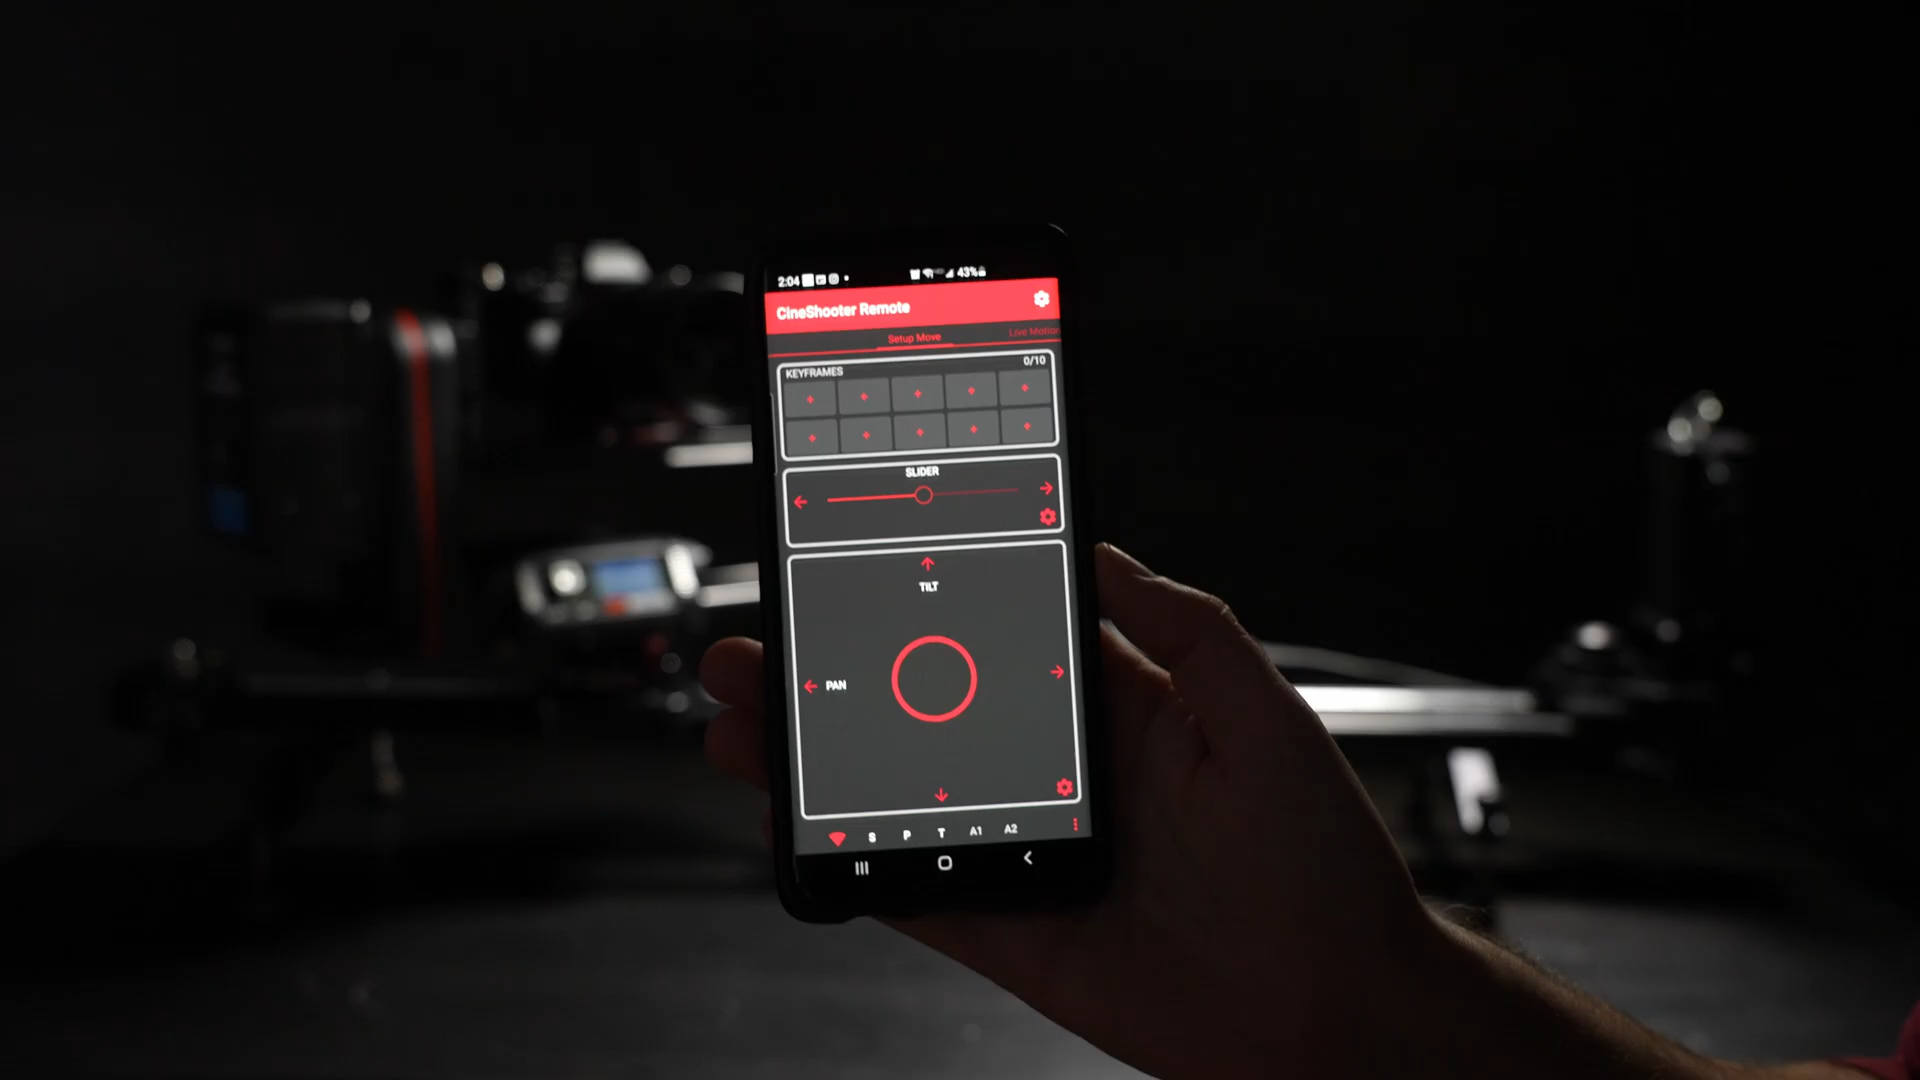 2:04 43%
CineShooter Remote
Setup Move Live Motion
KEYFRAMES 0/10
SLIDER
TILT
PAN
S P T A1 A2